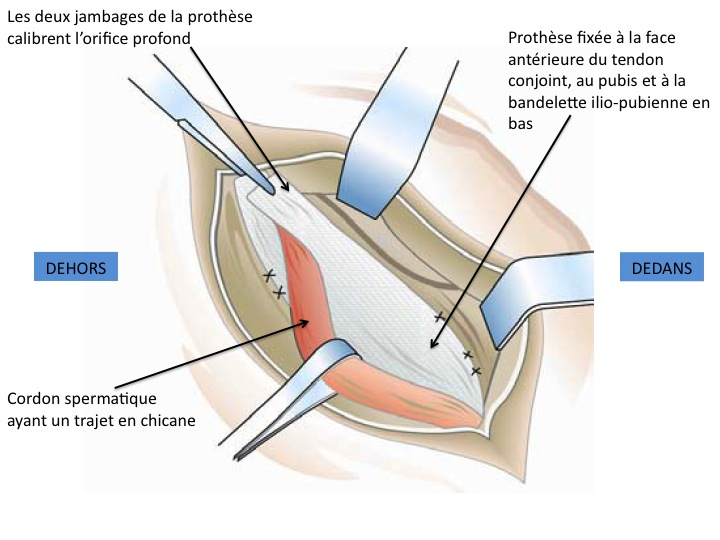 Les deux jambages de la prothèse
calibrent l'orifice profond
Prothèse fixée à la face
antérieure du tendon
conjoint, au pubis et à la
bandelette ilio-pubienne en
bas
DEHORS
DEDANS
Cordon spermatique
ayant un trajet en chicane